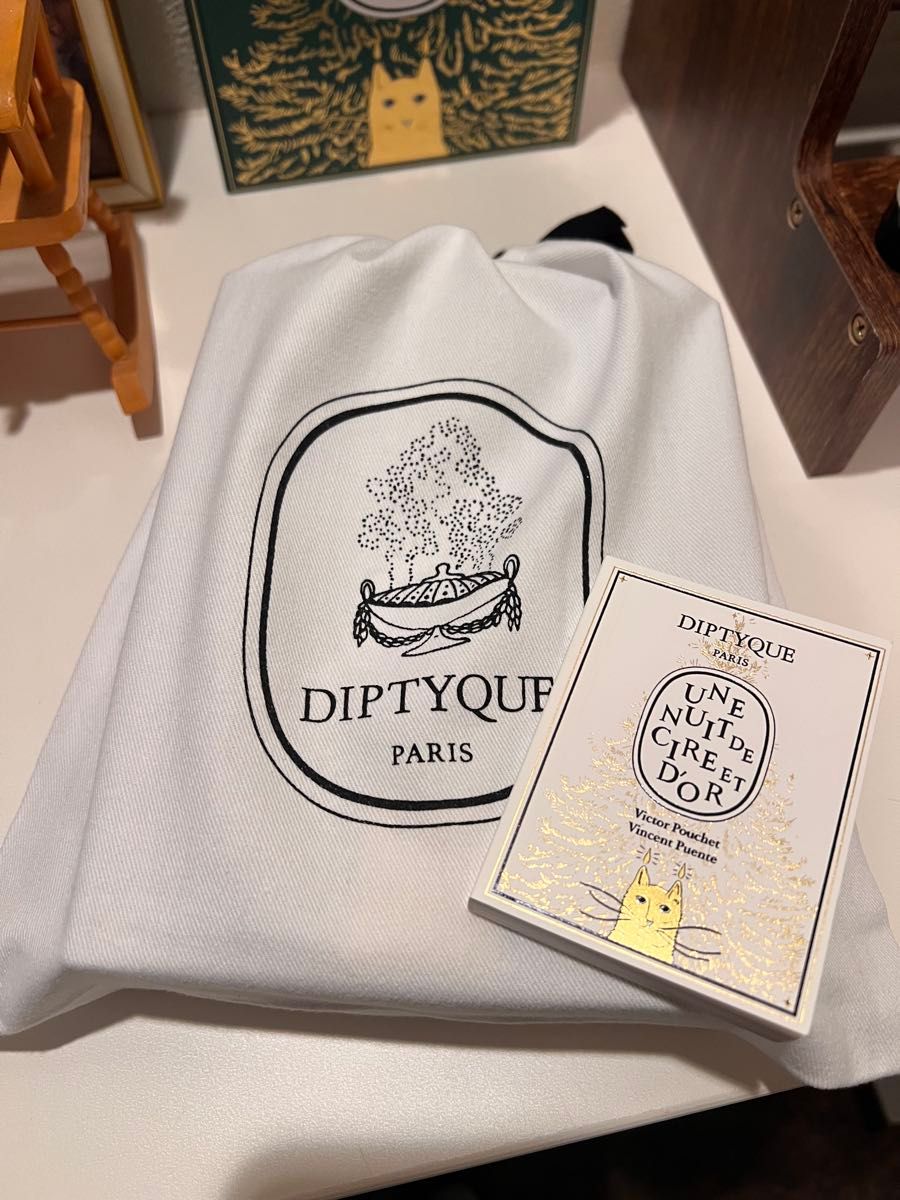 DIPTYQUE
PARIS
DIPTYQUE
PARIS
UNE
NUIT DE
CIRE ET
D'OR
Victor Pouchet
Vincent Puente